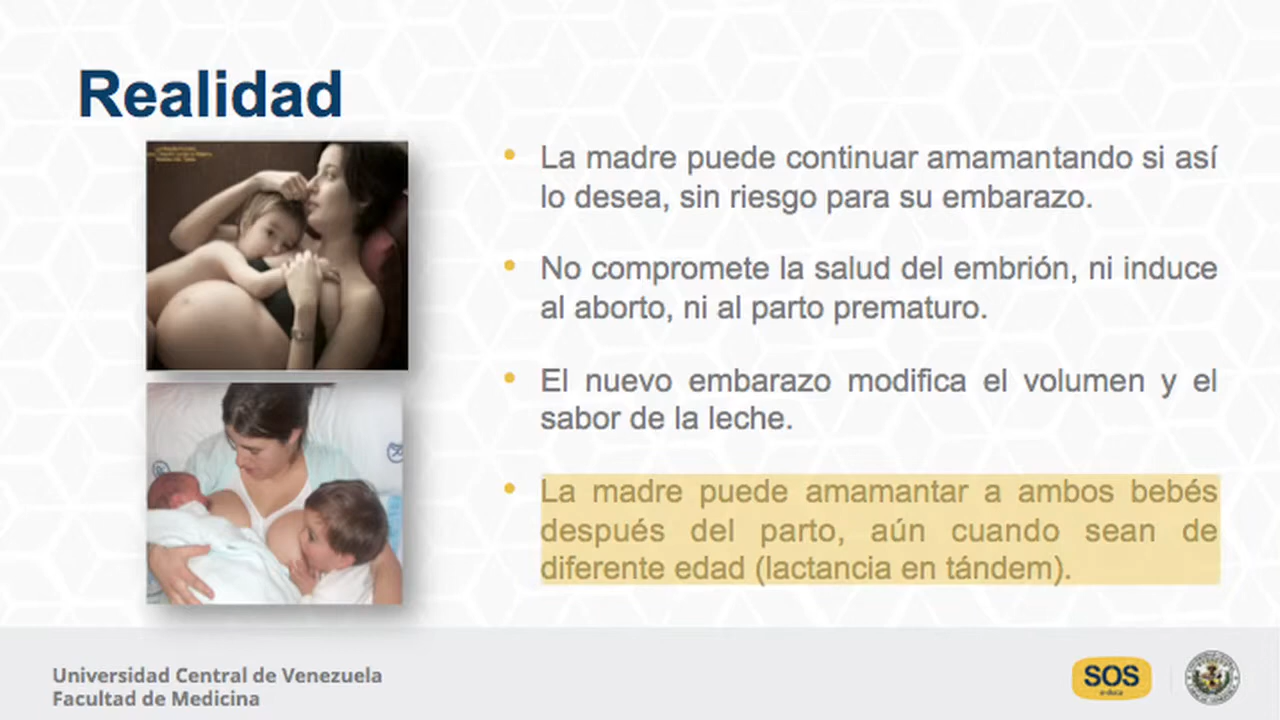 Realidad
La madre puede continuar amamantando si así
lo desea, sin riesgo para su embarazo.
No compromete la salud del embrión, ni induce
al aborto, ni al parto prematuro.
El nuevo embarazo modifica el volumen y el
sabor de la leche.
La madre puede amamantar a ambos bebés
después del parto, aún cuando sean de
diferente edad (lactancia en tándem).
Universidad Central de Venezuela
Facultad de Medicina
SOS